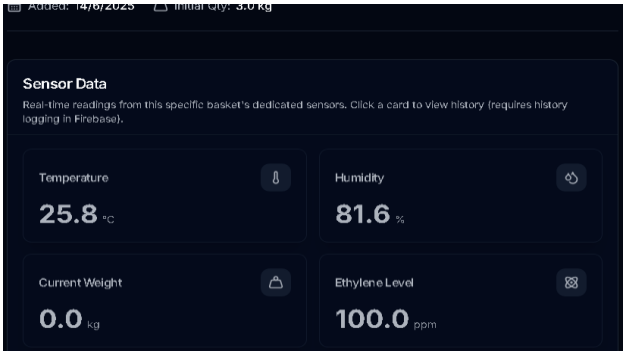 Added: 14/6/2025 Initial Qty: 3.0 kg
Sensor Data
Real-time readings from this specific basket's dedicated sensors. Click a card to view history (requires history
logging in Firebase).
Temperature
25.8 °C
Humidity
81.6 %
Current Weight
0.0 kg
Ethylene Level
100.0 ppm